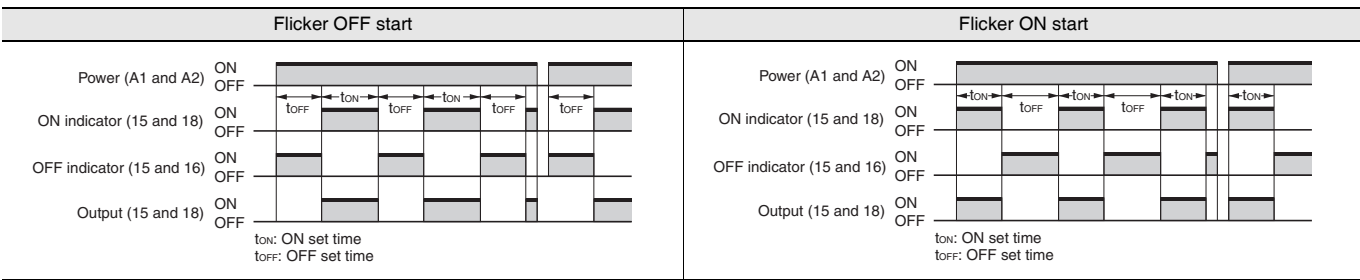 Flicker OFF start
Power (A1 and A2) ON
OFF
tOFF tON tOFF tON tOFF tOFF
ON indicator (15 and 18) ON
OFF
OFF indicator (15 and 16) ON
OFF
Output (15 and 18) ON
OFF
tON: ON set time
tOFF: OFF set time
Flicker ON start
Power (A1 and A2) ON
OFF
tON tOFF tON tOFF tON tON
ON indicator (15 and 18) ON
OFF
OFF indicator (15 and 16) ON
OFF
Output (15 and 18) ON
OFF
tON: ON set time
tOFF: OFF set time